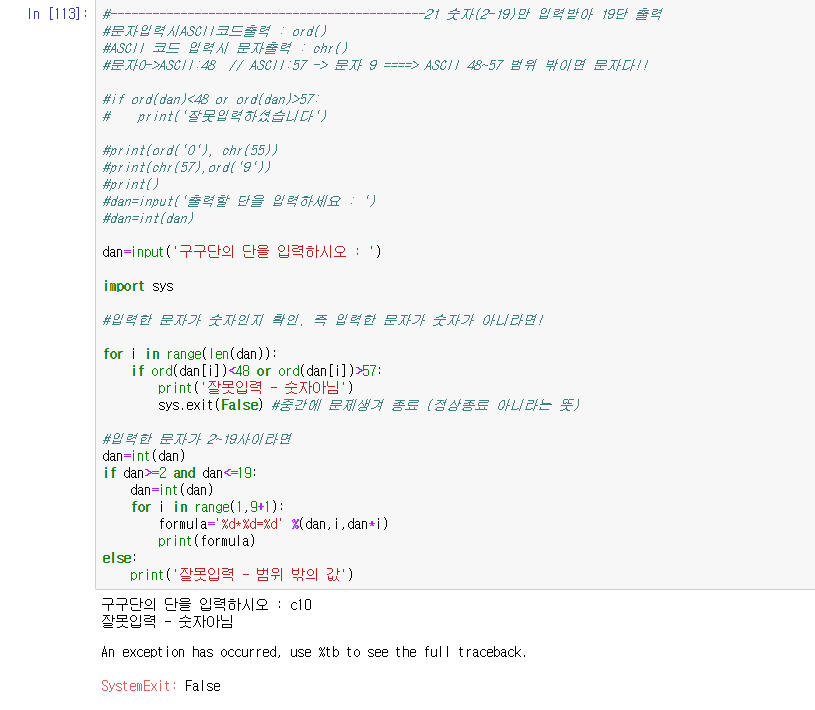 In [113]:
#---------------------------------------------21 숫자(2~19)만 입력받아 19단 출력
#문자입력시ASCII코드출력 : ord()
#ASCII 코드 입력시 문자출력 : chr()
#문자0->ASCII:48  // ASCII:57 -> 문자 9 ====> ASCII 48~57 범위 밖이면 문자다!!
#if ord(dan)<48 or ord(dan)>57:
#    print('잘못입력하셨습니다')
#print(ord('0'), chr(55))
#print(chr(57),ord('9'))
#print()
#dan=input('출력할 단을 입력하세요 : ')
#dan=int(dan)
dan=input('구구단의 단을 입력하시오 : ')
import sys
#입력한 문자가 숫자인지 확인, 즉 입력한 문자가 숫자가 아니라면!
for i in range(len(dan)):
    if ord(dan[i])<48 or ord(dan[i])>57:
        print('잘못입력 - 숫자아님')
        sys.exit(False) #중간에 문제생겨 종료 (정상종료 아니라는 뜻)
#입력한 문자가 2~19사이라면
dan=int(dan)
if dan>=2 and dan<=19:
    dan=int(dan)
    for i in range(1,9+1):
        formula='%d*%d=%d' %(dan,i,dan*i)
        print(formula)
else:
    print('잘못입력 - 범위 밖의 값')
구구단의 단을 입력하시오 : c10
잘못입력 - 숫자아님
An exception has occurred, use %tb to see the full traceback.
SystemExit: False